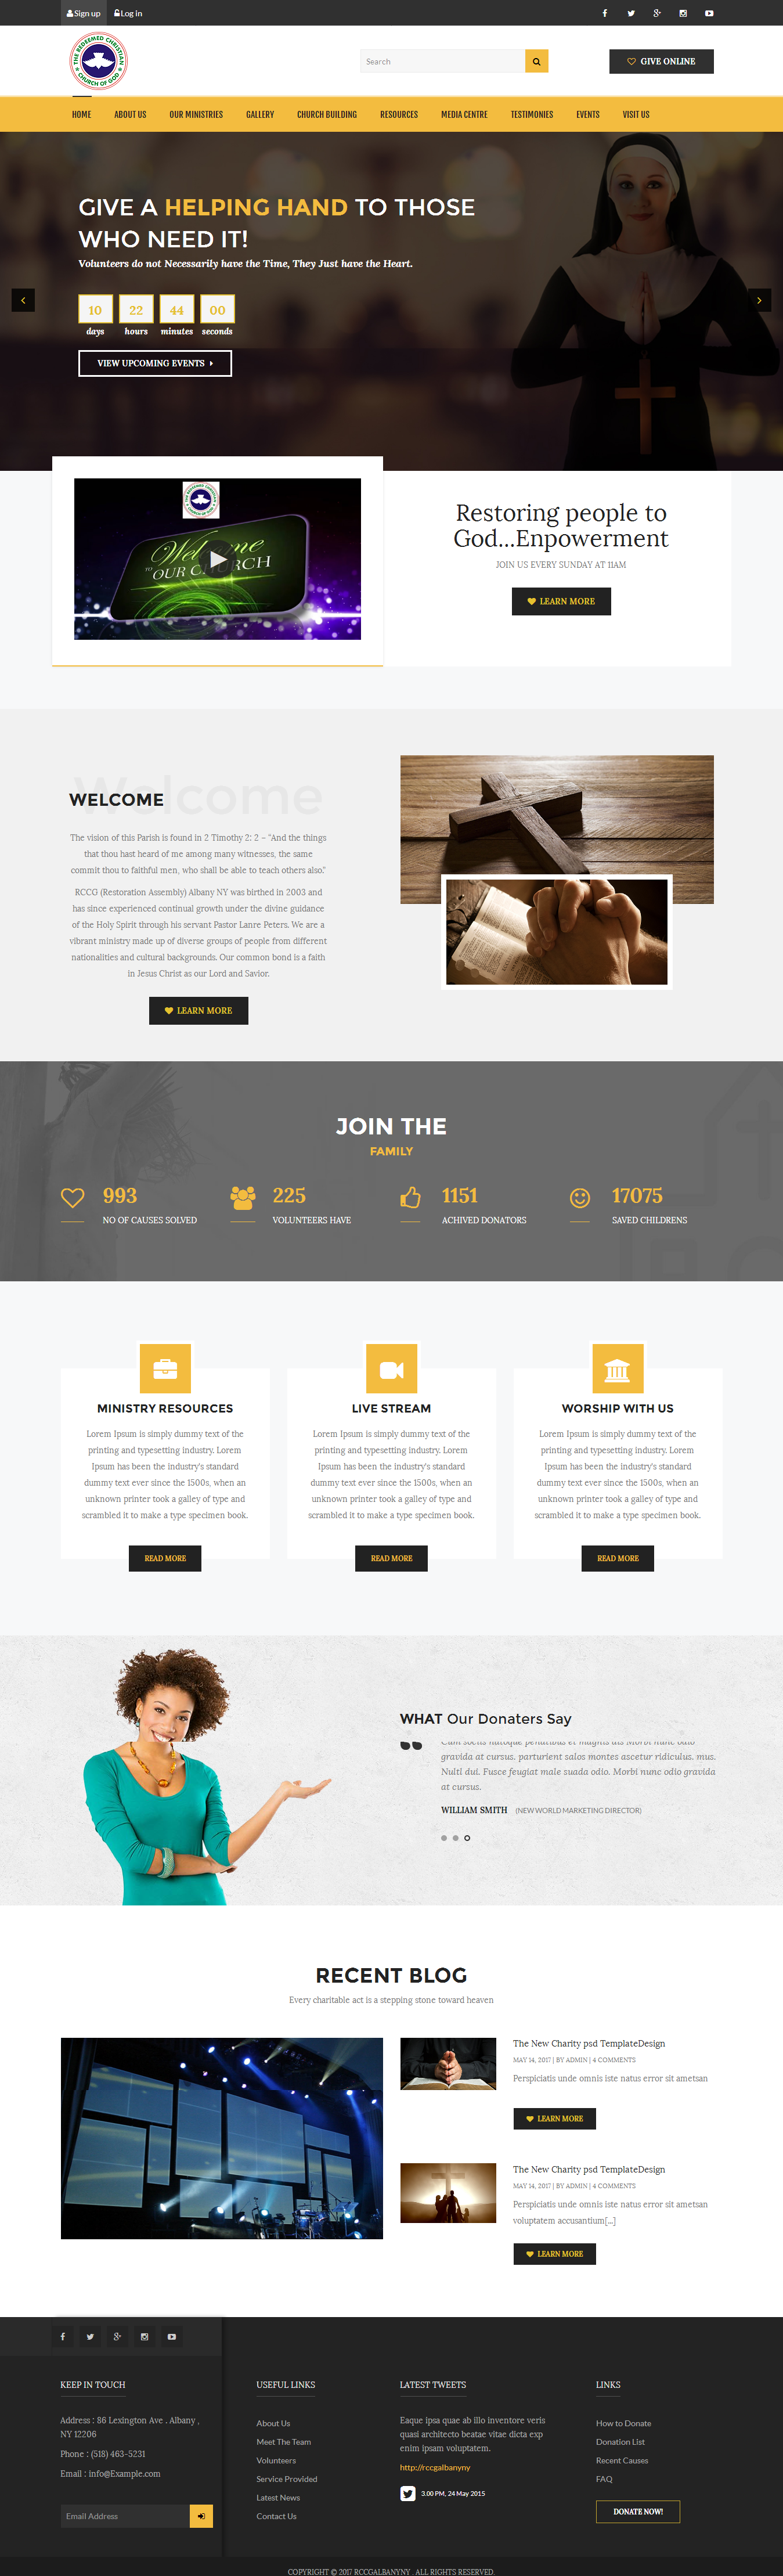 Sign up
Log in
THE REDEEMED CHRISTIAN
CHURCH OF GOD
Search
GIVE ONLINE
HOME
ABOUT US
OUR MINISTRIES
GALLERY
CHURCH BUILDING
RESOURCES
MEDIA CENTRE
TESTIMONIES
EVENTS
VISIT US
GIVE A HELPING HAND TO THOSE
WHO NEED IT!
Volunteers do not Necessarily have the Time, They Just have the Heart.
10 22 44 00
days hours minutes seconds
VIEW UPCOMING EVENTS
Welcome
TO OUR CHURCH
Restoring people to
God...Enpowerment
JOIN US EVERY SUNDAY AT 11AM
LEARN MORE
Welcome
WELCOME
The vision of this Parish is found in 2 Timothy 2: 2 – “And the things
that thou hast heard of me among many witnesses, the same
commit thou to faithful men, who shall be able to teach others also.”
RCCG (Restoration Assembly) Albany NY was birthed in 2003 and
has since experienced continual growth under the divine guidance
of the Holy Spirit through his servant Pastor Lanre Peters. We are a
vibrant ministry made up of diverse groups of people from different
nationalities and cultural backgrounds. Our common bond is a faith
in Jesus Christ as our Lord and Savior.
LEARN MORE
JOIN THE
FAMILY
993
NO OF CAUSES SOLVED
225
VOLUNTEERS HAVE
1151
ACHIVED DONATORS
17075
SAVED CHILDRENS
MINISTRY RESOURCES
Lorem Ipsum is simply dummy text of the
printing and typesetting industry. Lorem
Ipsum has been the industry's standard
dummy text ever since the 1500s, when an
unknown printer took a galley of type and
scrambled it to make a type specimen book.
READ MORE
LIVE STREAM
Lorem Ipsum is simply dummy text of the
printing and typesetting industry. Lorem
Ipsum has been the industry's standard
dummy text ever since the 1500s, when an
unknown printer took a galley of type and
scrambled it to make a type specimen book.
READ MORE
WORSHIP WITH US
Lorem Ipsum is simply dummy text of the
printing and typesetting industry. Lorem
Ipsum has been the industry's standard
dummy text ever since the 1500s, when an
unknown printer took a galley of type and
scrambled it to make a type specimen book.
READ MORE
WHAT Our Donaters Say
Cum sociis natoque penatibus et magnis dis Morbi nunc odio
gravida at cursus. parturient salos montes ascetur ridiculus. mus.
Nulti dui. Fusce feugiat male suada odio. Morbi nunc odio gravida
at cursus.
WILLIAM SMITH (NEW WORLD MARKETING DIRECTOR)
RECENT BLOG
Every charitable act is a stepping stone toward heaven
The New Charity psd TemplateDesign
MAY 14, 2017 | BY ADMIN | 4 COMMENTS
Perspiciatis unde omnis iste natus error sit ametsan
LEARN MORE
The New Charity psd TemplateDesign
MAY 14, 2017 | BY ADMIN | 4 COMMENTS
Perspiciatis unde omnis iste natus error sit ametsan
voluptatem accusantium[...]
LEARN MORE
KEEP IN TOUCH
Address : 86 Lexington Ave . Albany ,
NY 12206
Phone : (518) 463-5231
Email : info@Example.com
Email Address
USEFUL LINKS
About Us
Meet The Team
Volunteers
Service Provided
Latest News
Contact Us
LATEST TWEETS
Eaque ipsa quae ab illo inventore veris
quasi architecto beatae vitae dicta exp
enim ipsam voluptatem.
http://rccgalbanyny
3.00 PM, 24 May 2015
LINKS
How to Donate
Donation List
Recent Causes
FAQ
DONATE NOW!
COPYRIGHT © 2017 RCCGALBANYNY . ALL RIGHTS RESERVED.